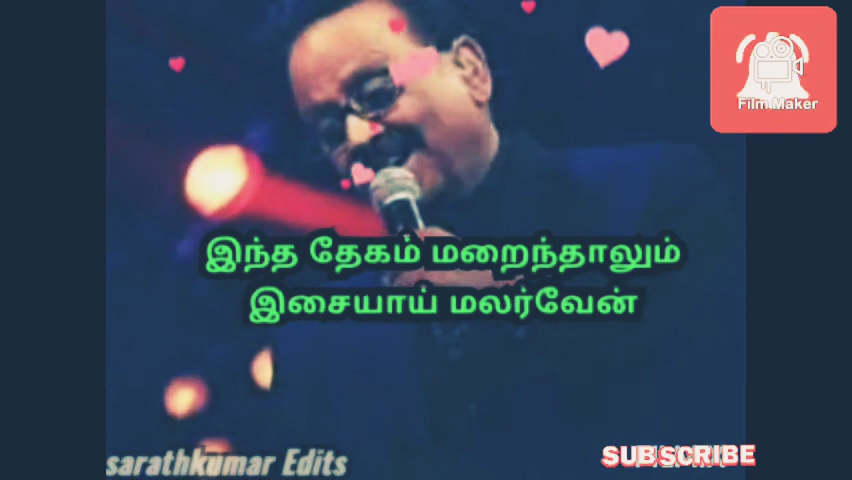 Film Maker
இந்த தேகம் மறைந்தாலும்
இசையாய் மலர்வேன்
sarathkumar Edits
SUBSCRIBE